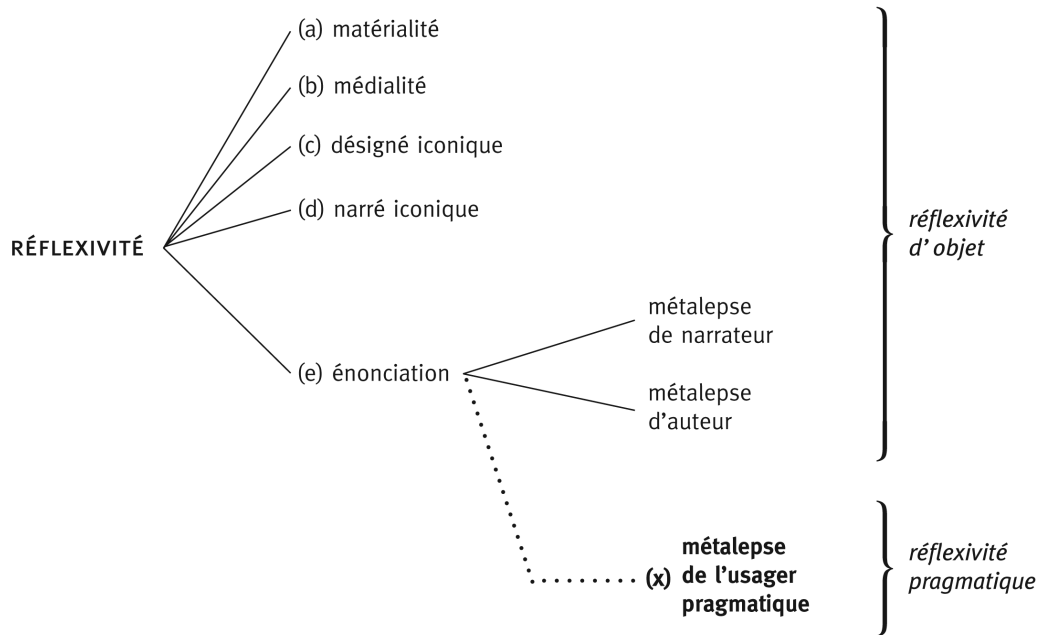 (a) matérialité
(b) médialité
(c) désigné iconique
(d) narré iconique
RÉFLEXIVITÉ
réflexivité
d’objet
métalepse
de narrateur
(e) énonciation
métalepse
d’auteur
(x) métalepse
de l’usager
pragmatique
réflexivité
pragmatique